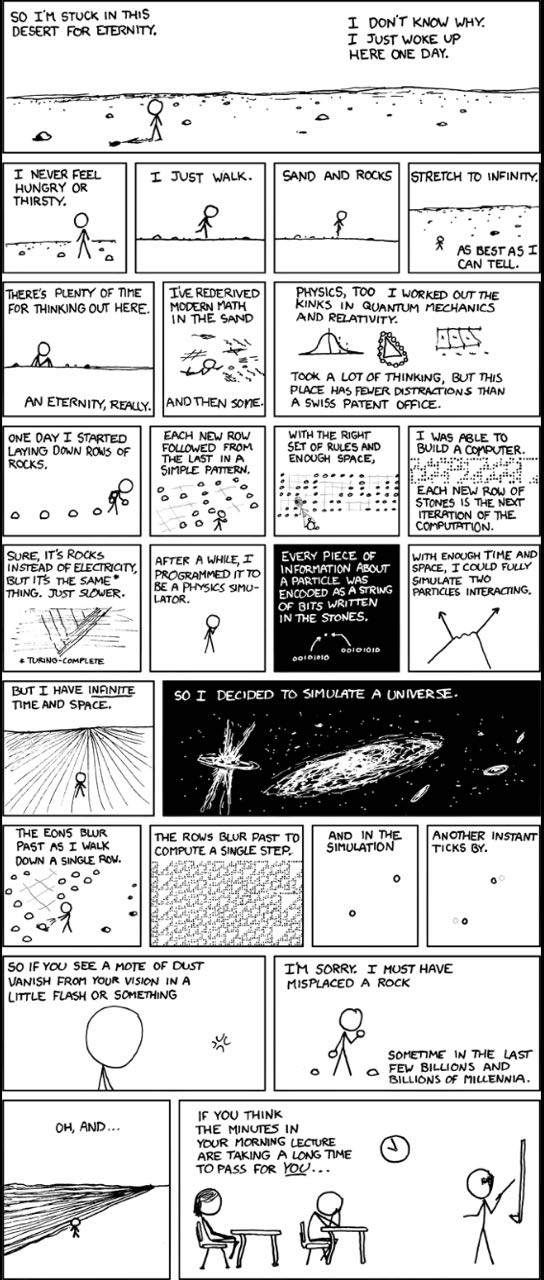 SO I'M STUCK IN THIS
DESERT FOR ETERNITY.
I DON'T KNOW WHY.
I JUST WOKE UP
HERE ONE DAY.
I NEVER FEEL
HUNGRY OR
THIRSTY.
I JUST WALK.
SAND AND ROCKS
STRETCH TO INFINITY.
AS BEST AS I
CAN TELL.
THERE'S PLENTY OF TIME
FOR THINKING OUT HERE.
AN ETERNITY, REALLY.
I'VE REDERIVED
MODERN MATH
IN THE SAND
AND THEN SOME.
PHYSICS, TOO. I WORKED OUT THE
KINKS IN QUANTUM MECHANICS
AND RELATIVITY.
TOOK A LOT OF THINKING, BUT THIS
PLACE HAS FEWER DISTRACTIONS THAN
A SWISS PATENT OFFICE.
ONE DAY I STARTED
LAYING DOWN ROWS OF
ROCKS.
EACH NEW ROW
FOLLOWED FROM
THE LAST IN A
SIMPLE PATTERN.
WITH THE RIGHT
SET OF RULES AND
ENOUGH SPACE,
I WAS ABLE TO
BUILD A COMPUTER.
EACH NEW ROW OF
STONES IS THE NEXT
ITERATION OF THE
COMPUTATION.
SURE, IT'S ROCKS
INSTEAD OF ELECTRICITY,
BUT IT'S THE SAME*
THING. JUST SLOWER.
* TURING-COMPLETE
AFTER A WHILE, I
PROGRAMMED IT TO
BE A PHYSICS SIMU-
LATOR.
EVERY PIECE OF
INFORMATION ABOUT
A PARTICLE WAS
ENCODED AS A STRING
OF BITS WRITTEN
IN THE STONES.
00101010 00101010
WITH ENOUGH TIME AND
SPACE, I COULD FULLY
SIMULATE TWO
PARTICLES INTERACTING.
BUT I HAVE INFINITE
TIME AND SPACE.
SO I DECIDED TO SIMULATE A UNIVERSE.
THE EONS BLUR
PAST AS I WALK
DOWN A SINGLE ROW.
THE ROWS BLUR PAST TO
COMPUTE A SINGLE STEP.
AND IN THE
SIMULATION
ANOTHER INSTANT
TICKS BY.
SO IF YOU SEE A MOTE OF DUST
VANISH FROM YOUR VISION IN A
LITTLE FLASH OR SOMETHING
I'M SORRY. I MUST HAVE
MISPLACED A ROCK
SOMETIME IN THE LAST
FEW BILLIONS AND
BILLIONS OF MILLENNIA.
OH, AND...
IF YOU THINK
THE MINUTES IN
YOUR MORNING LECTURE
ARE TAKING A LONG TIME
TO PASS FOR YOU...